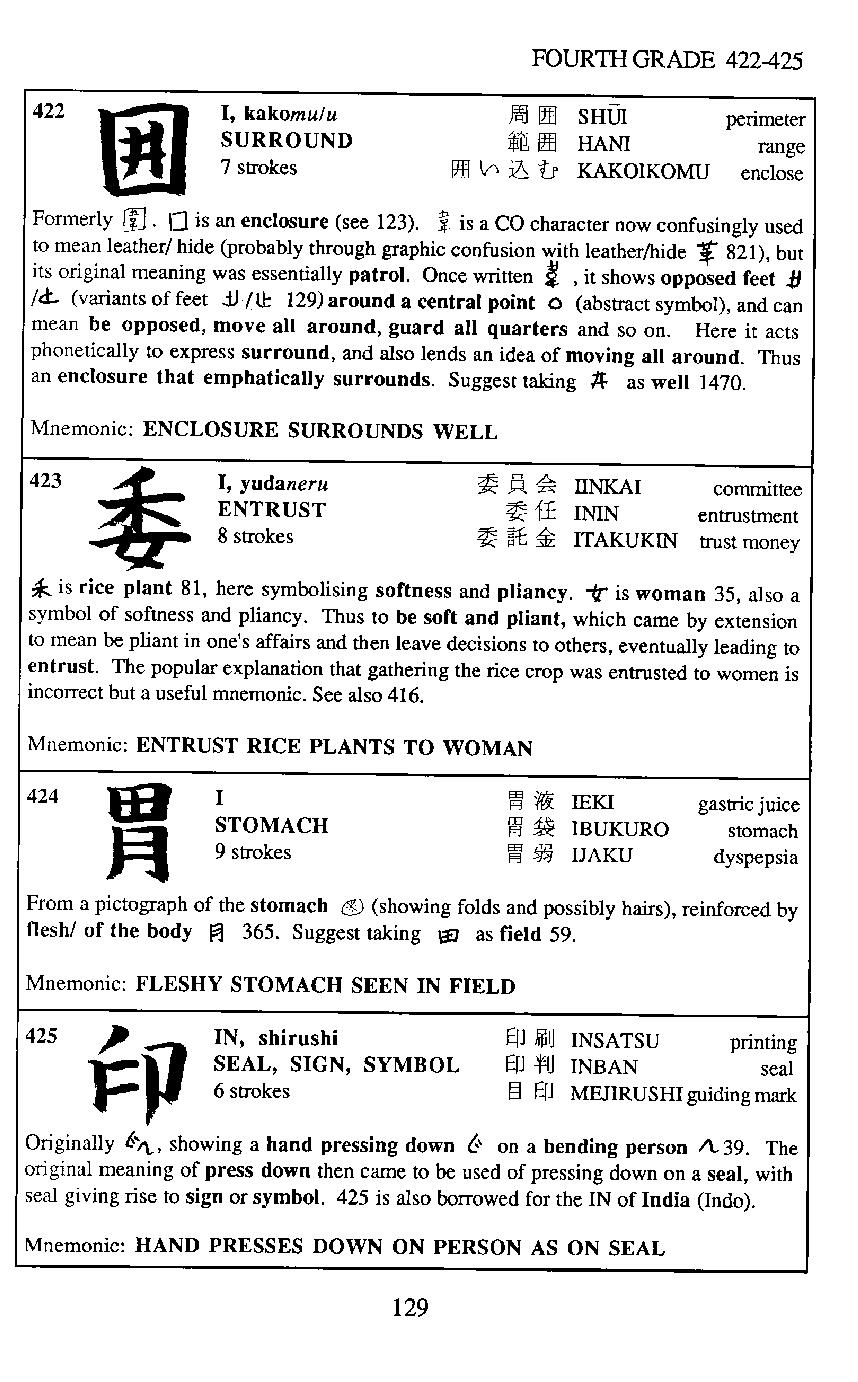 FOURTH GRADE 422-425
422
囲
I, kakomu/u
SURROUND
7 strokes
周囲 SHŪI perimeter
範囲 HANI range
囲い込む KAKOIKOMU enclose
Formerly 圍. 囗 is an enclosure (see 123). 韋 is a CO character now confusingly used
to mean leather/ hide (probably through graphic confusion with leather/hide 革 821), but
its original meaning was essentially patrol. Once written , it shows opposed feet
/ (variants of feet / 129) around a central point (abstract symbol), and can
mean be opposed, move all around, guard all quarters and so on. Here it acts
phonetically to express surround, and also lends an idea of moving all around. Thus
an enclosure that emphatically surrounds. Suggest taking 井 as well 1470.
Mnemonic: ENCLOSURE SURROUNDS WELL
423
委
I, yudaneru
ENTRUST
8 strokes
委員会 IINKAI committee
委任 ININ entrustment
委託金 ITAKUKIN trust money
禾 is rice plant 81, here symbolising softness and pliancy. 女 is woman 35, also a
symbol of softness and pliancy. Thus to be soft and pliant, which came by extension
to mean be pliant in one's affairs and then leave decisions to others, eventually leading to
entrust. The popular explanation that gathering the rice crop was entrusted to women is
incorrect but a useful mnemonic. See also 416.
Mnemonic: ENTRUST RICE PLANTS TO WOMAN
424
胃
I
STOMACH
9 strokes
胃液 IEKI gastric juice
胃袋 IBUKURO stomach
胃弱 IJAKU dyspepsia
From a pictograph of the stomach (showing folds and possibly hairs), reinforced by
flesh/ of the body 月 365. Suggest taking 田 as field 59.
Mnemonic: FLESHY STOMACH SEEN IN FIELD
425
印
IN, shirushi
SEAL, SIGN, SYMBOL
6 strokes
印刷 INSATSU printing
印判 INBAN seal
目印 MEJIRUSHI guiding mark
Originally , showing a hand pressing down on a bending person 39. The
original meaning of press down then came to be used of pressing down on a seal, with
seal giving rise to sign or symbol. 425 is also borrowed for the IN of India (Indo).
Mnemonic: HAND PRESSES DOWN ON PERSON AS ON SEAL
129